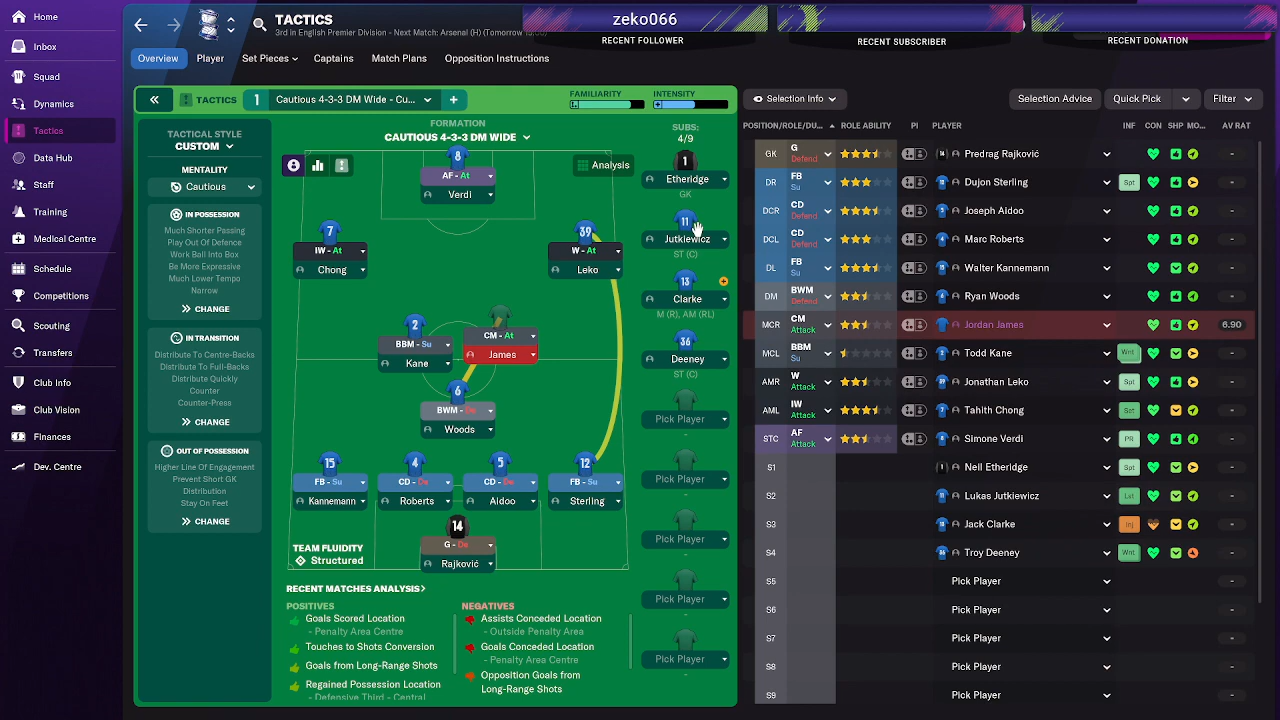 Home
TACTICS
3rd in English Premier Division - Next Match: Arsenal (H) (Tomorrow
zeko066
RECENT FOLLOWER
RECENT SUBSCRIBER
RECENT DONATION
Overview
Player
Set Pieces
Captains
Match Plans
Opposition Instructions
Inbox
Squad
Dynamics
Tactics
Data Hub
Staff
Training
Medical Centre
Schedule
Competitions
Scouting
Transfers
Club Info
Club Vision
Finances
Dev. Centre
TACTICS
1
Cautious 4-3-3 DM Wide - Cu...
FAMILIARITY
INTENSITY
TACTICAL STYLE
CUSTOM
MENTALITY
Cautious
IN POSSESSION
Much Shorter Passing
Play Out Of Defence
Work Ball Into Box
Be More Expressive
Much Lower Tempo
Narrow
CHANGE
IN TRANSITION
Distribute To Centre-Backs
Distribute To Full-Backs
Distribute Quickly
Counter
Counter-Press
CHANGE
OUT OF POSSESSION
Higher Line Of Engagement
Prevent Short GK
Distribution
Stay On Feet
CHANGE
FORMATION
CAUTIOUS 4-3-3 DM WIDE
Analysis
8
AF - At
Verdi
7
IW - At
Chong
39
W - At
Leko
2
BBM - Su
Kane
CM - At
James
6
BWM - De
Woods
15
FB - Su
Kannemann
4
CD - De
Roberts
5
CD - De
Aidoo
12
FB - Su
Sterling
14
G - De
Rajković
TEAM FLUIDITY
Structured
RECENT MATCHES ANALYSIS
POSITIVES
Goals Scored Location
- Penalty Area Centre
Touches to Shots Conversion
Goals from Long-Range Shots
Regained Possession Location
- Defensive Third - Central
NEGATIVES
Assists Conceded Location
- Outside Penalty Area
Goals Conceded Location
- Penalty Area Centre
Opposition Goals from
Long-Range Shots
SUBS:
4/9
1
Etheridge
GK
11
Jutkiewicz
ST (C)
13
Clarke
M (R), AM (RL)
36
Deeney
ST (C)
Pick Player
-
Pick Player
-
Pick Player
-
Pick Player
-
Pick Player
-
Selection Info
Selection Advice
Quick Pick
Filter
POSITION/ROLE/DU... ROLE ABILITY PI PLAYER INF CON SHP MO... AV RAT
GK G Defend Predrag Rajković -
DR FB Su Dujon Sterling Spt -
DCR CD Defend Joseph Aidoo -
DCL CD Defend Marc Roberts -
DL FB Su Walter Kannemann -
DM BWM Defend Ryan Woods -
MCR CM Attack Jordan James 6.90
MCL BBM Su Todd Kane Wnt -
AMR W Attack Jonathan Leko Spt -
AML IW Attack Tahith Chong Sct -
STC AF Attack Simone Verdi PR -
S1 Neil Etheridge Spt -
S2 Lukas Jutkiewicz Lst -
S3 Jack Clarke Inj -
S4 Troy Deeney Wnt -
S5 Pick Player -
S6 Pick Player -
S7 Pick Player -
S8 Pick Player -
S9 Pick Player -